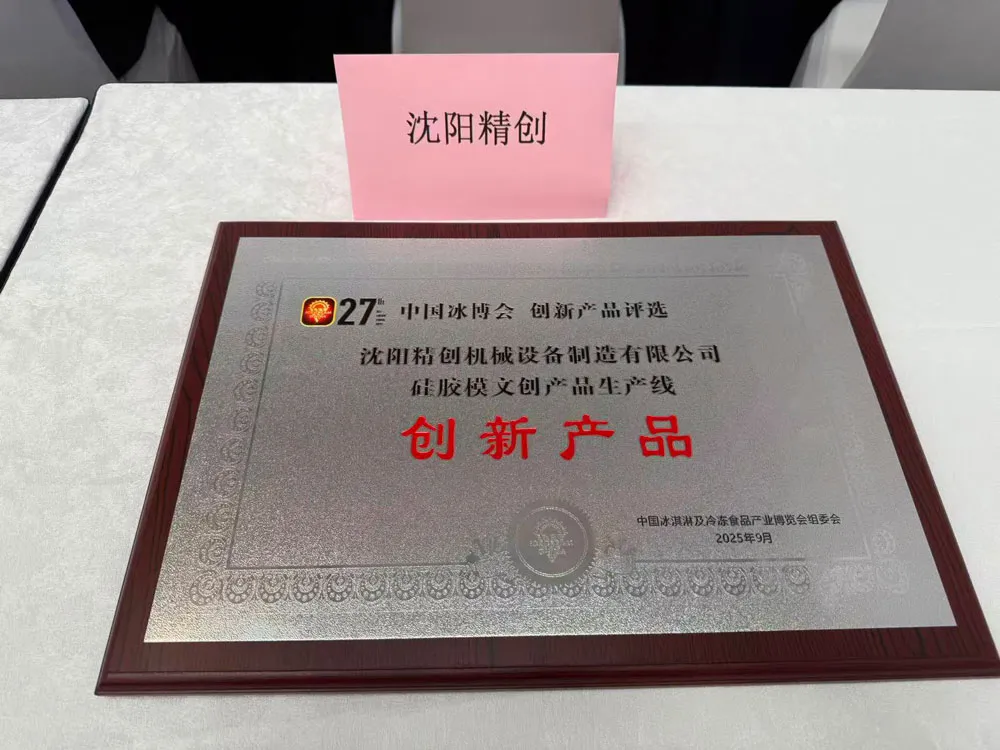 沈阳精创
27th 中国冰博会 创新产品评选
沈阳精创机械设备制造有限公司
硅胶模文创产品生产线
创新产品
中国冰淇淋及冷冻食品产业博览会组委会
2025年9月